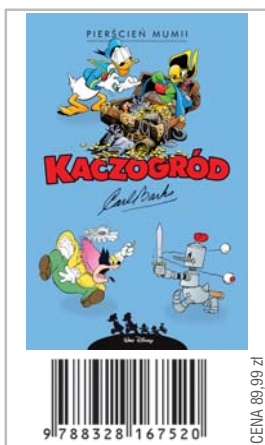 PIERŚCIEŃ MUMII
KACZOGRÓD
Carl Barks
Walt Disney
9 788328 167520
CENA 89,99 zł